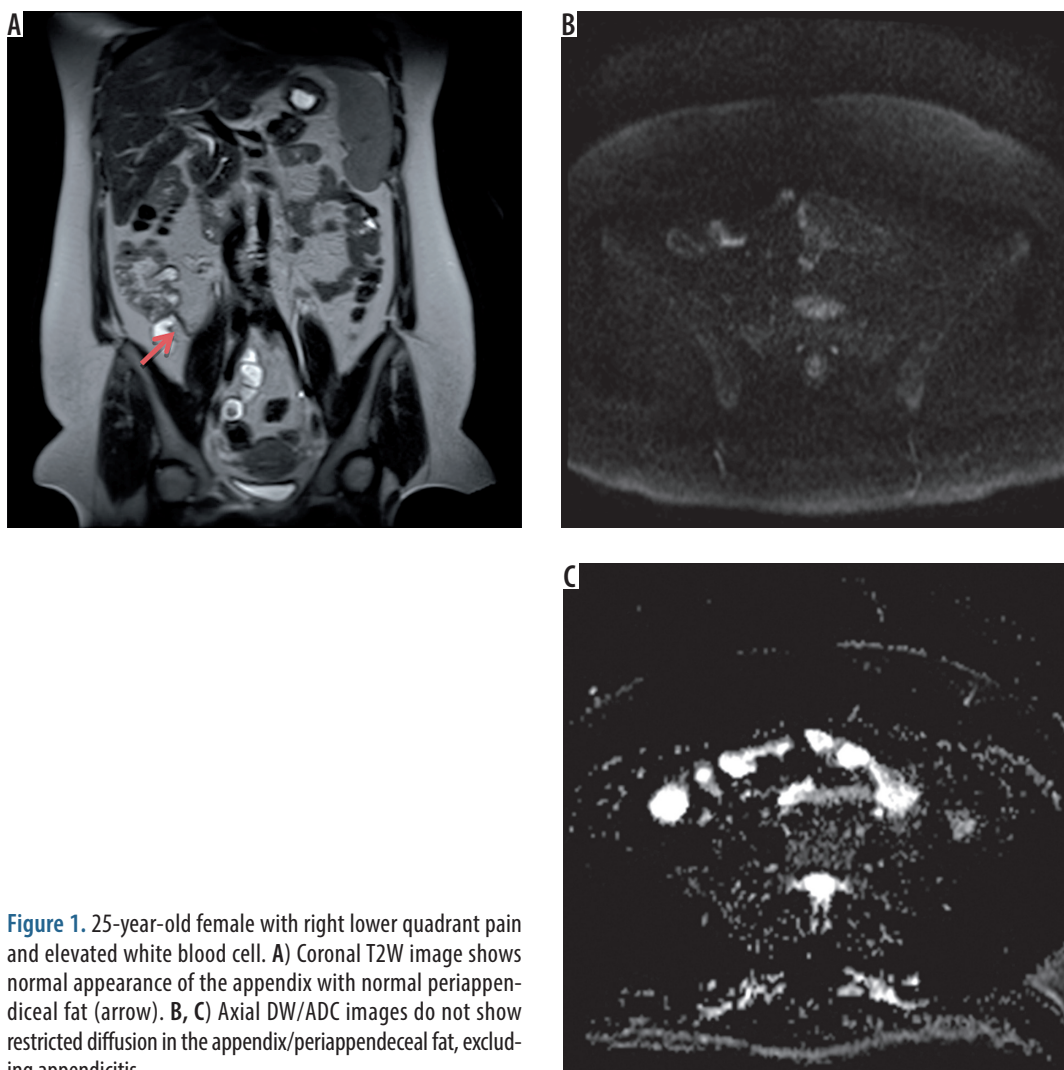 A
B
C
Figure 1. 25-year-old female with right lower quadrant pain
and elevated white blood cell. A) Coronal T2W image shows
normal appearance of the appendix with normal periappen-
diceal fat (arrow). B, C) Axial DW/ADC images do not show
restricted diffusion in the appendix/periappendeceal fat, exclud-
ing appendicitis